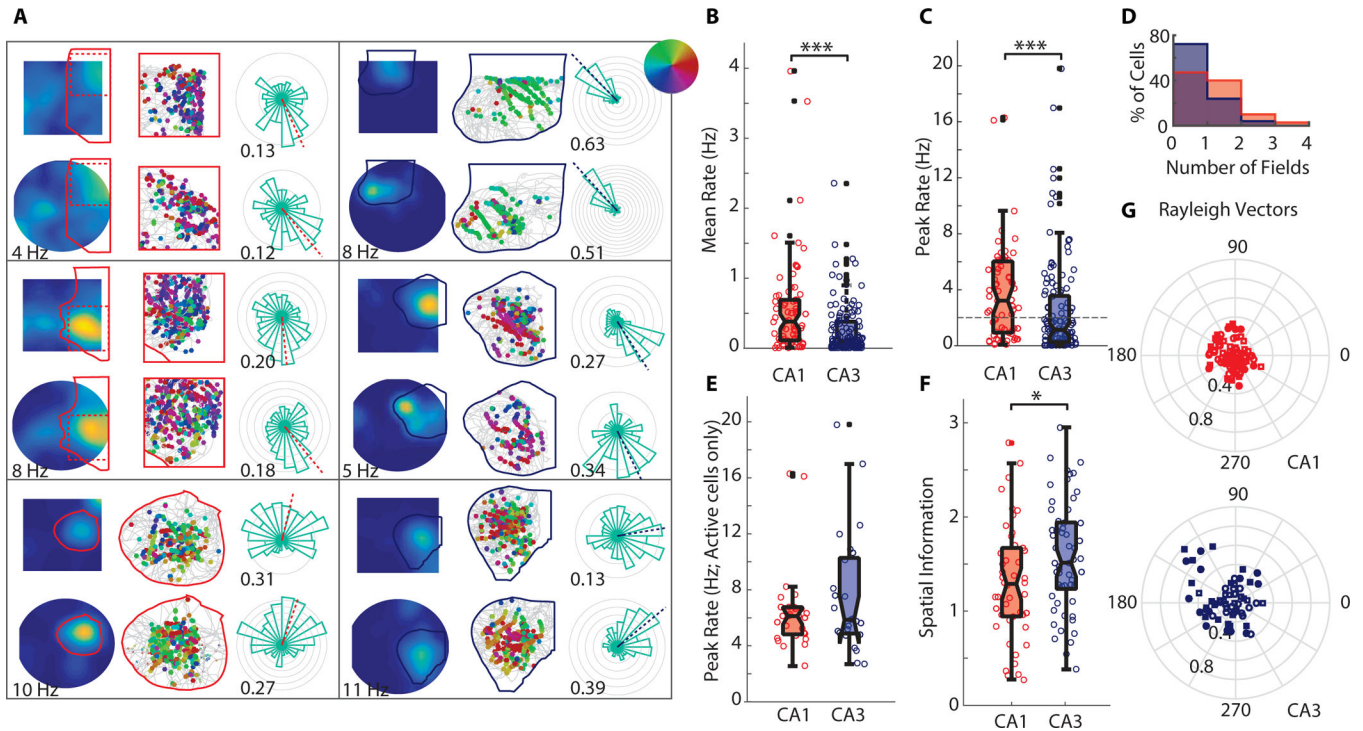 A
0.13
0.12
4 Hz
0.63
0.51
8 Hz
0.20
0.18
8 Hz
0.27
0.34
5 Hz
0.31
0.27
10 Hz
0.13
0.39
11 Hz
B
***
Mean Rate (Hz)
4
3
2
1
0
CA1
CA3
C
***
Peak Rate (Hz)
20
16
12
8
4
0
CA1
CA3
D
% of Cells
80
40
0
0
1
2
3
4
Number of Fields
E
Peak Rate (Hz; Active cells only)
20
18
16
14
12
10
8
6
4
2
0
CA1
CA3
F
*
Spatial Information
3
2
1
0
CA1
CA3
G
Rayleigh Vectors
90
180
0
0.4
0.8
270
CA1
90
180
0
0.8
270
CA3